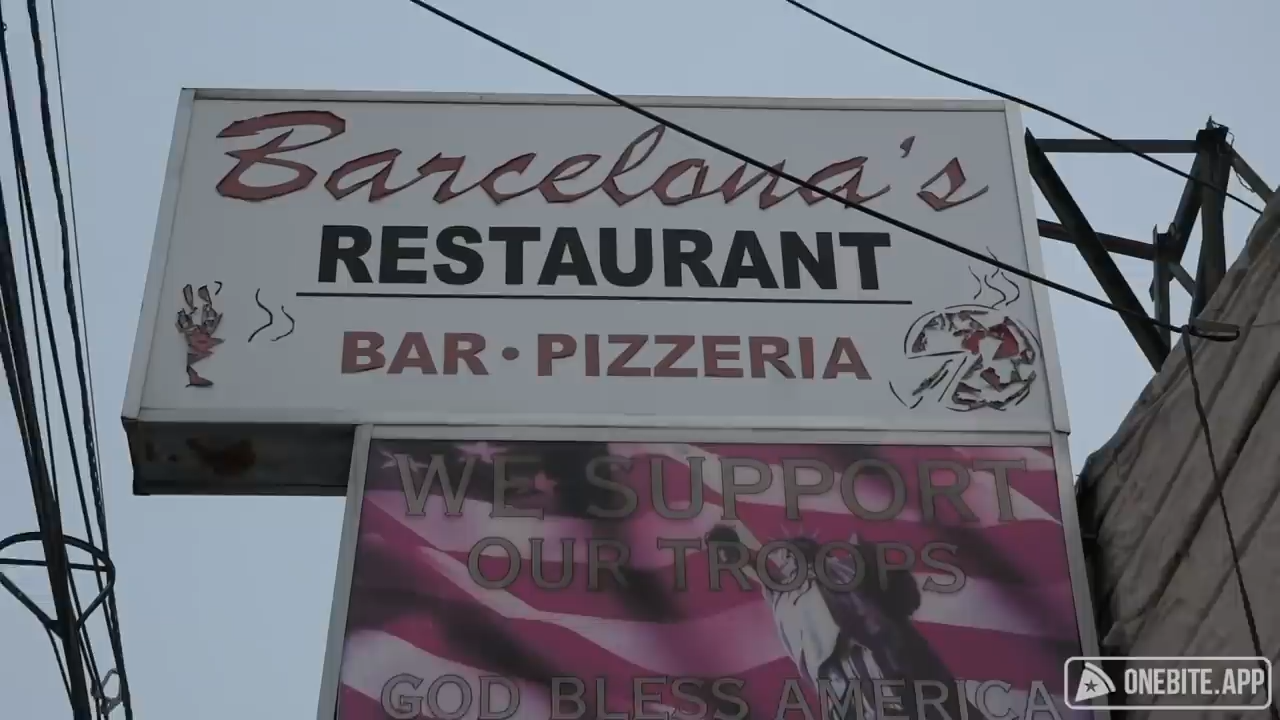 Barcelona's
RESTAURANT
BAR • PIZZERIA
WE SUPPORT
OUR TROOPS
GOD BLESS AMERICA
ONEBITE.APP